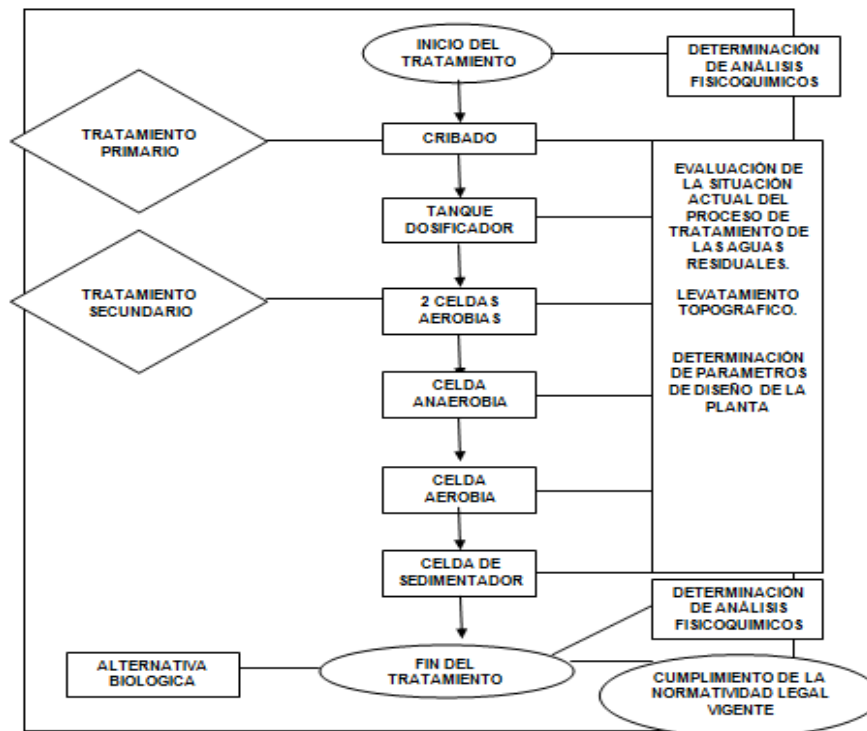 INICIO DEL
TRATAMIENTO
DETERMINACIÓN
DE ANÁLISIS
FISICOQUIMICOS
TRATAMIENTO
PRIMARIO
CRIBADO
EVALUACIÓN DE
LA SITUACIÓN
ACTUAL DEL
PROCESO DE
TRATAMIENTO DE
LAS AGUAS
RESIDUALES.
LEVATAMIENTO
TOPOGRAFICO.
DETERMINACIÓN
DE PARAMETROS
DE DISEÑO DE LA
PLANTA
TANQUE
DOSIFICADOR
TRATAMIENTO
SECUNDARIO
2 CELDAS
AEROBIAS
CELDA
ANAEROBIA
CELDA
AEROBIA
CELDA DE
SEDIMENTADOR
DETERMINACIÓN
DE ANÁLISIS
FISICOQUIMICOS
ALTERNATIVA
BIOLOGICA
FIN DEL
TRATAMIENTO
CUMPLIMIENTO DE LA
NORMATIVIDAD LEGAL
VIGENTE